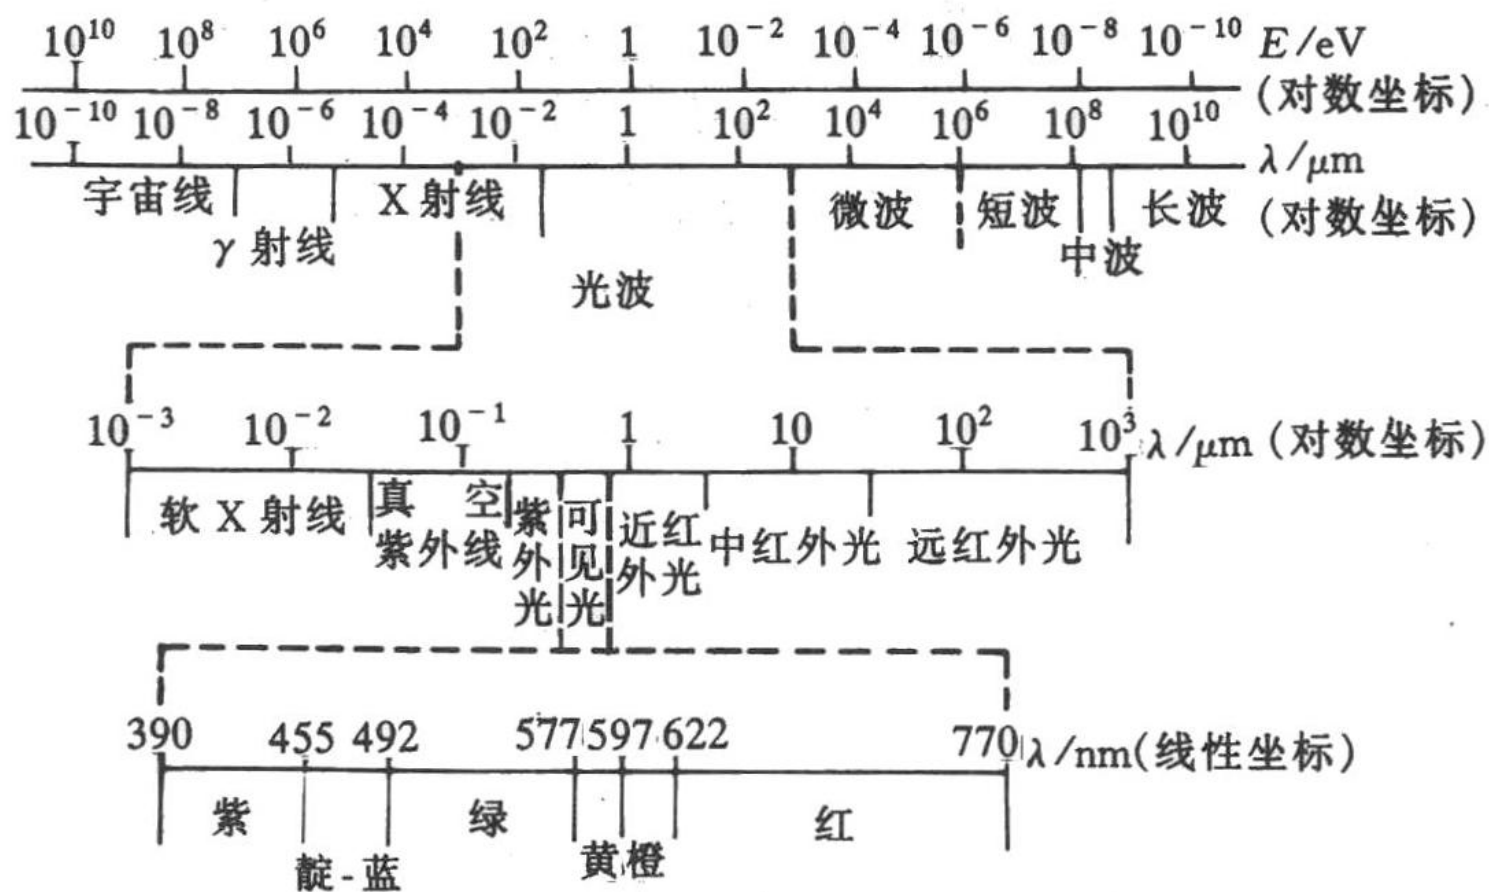 10¹⁰ 10⁸ 10⁶ 10⁴ 10² 1 10⁻² 10⁻⁴ 10⁻⁶ 10⁻⁸ 10⁻¹⁰ E/eV
(对数坐标)
10⁻¹⁰ 10⁻⁸ 10⁻⁶ 10⁻⁴ 10⁻² 1 10² 10⁴ 10⁶ 10⁸ 10¹⁰
λ/μm
(对数坐标)
宇宙线 X射线 微波 短波 长波
γ射线 中波
光波
10⁻³ 10⁻² 10⁻¹ 1 10 10² 10³ λ/μm (对数坐标)
软X射线 真空紫外线 紫外光 可见光 近红外光 中红外光 远红外光
390 455 492 577 597 622 770 λ/nm(线性坐标)
紫 绿 红
靛-蓝 黄橙